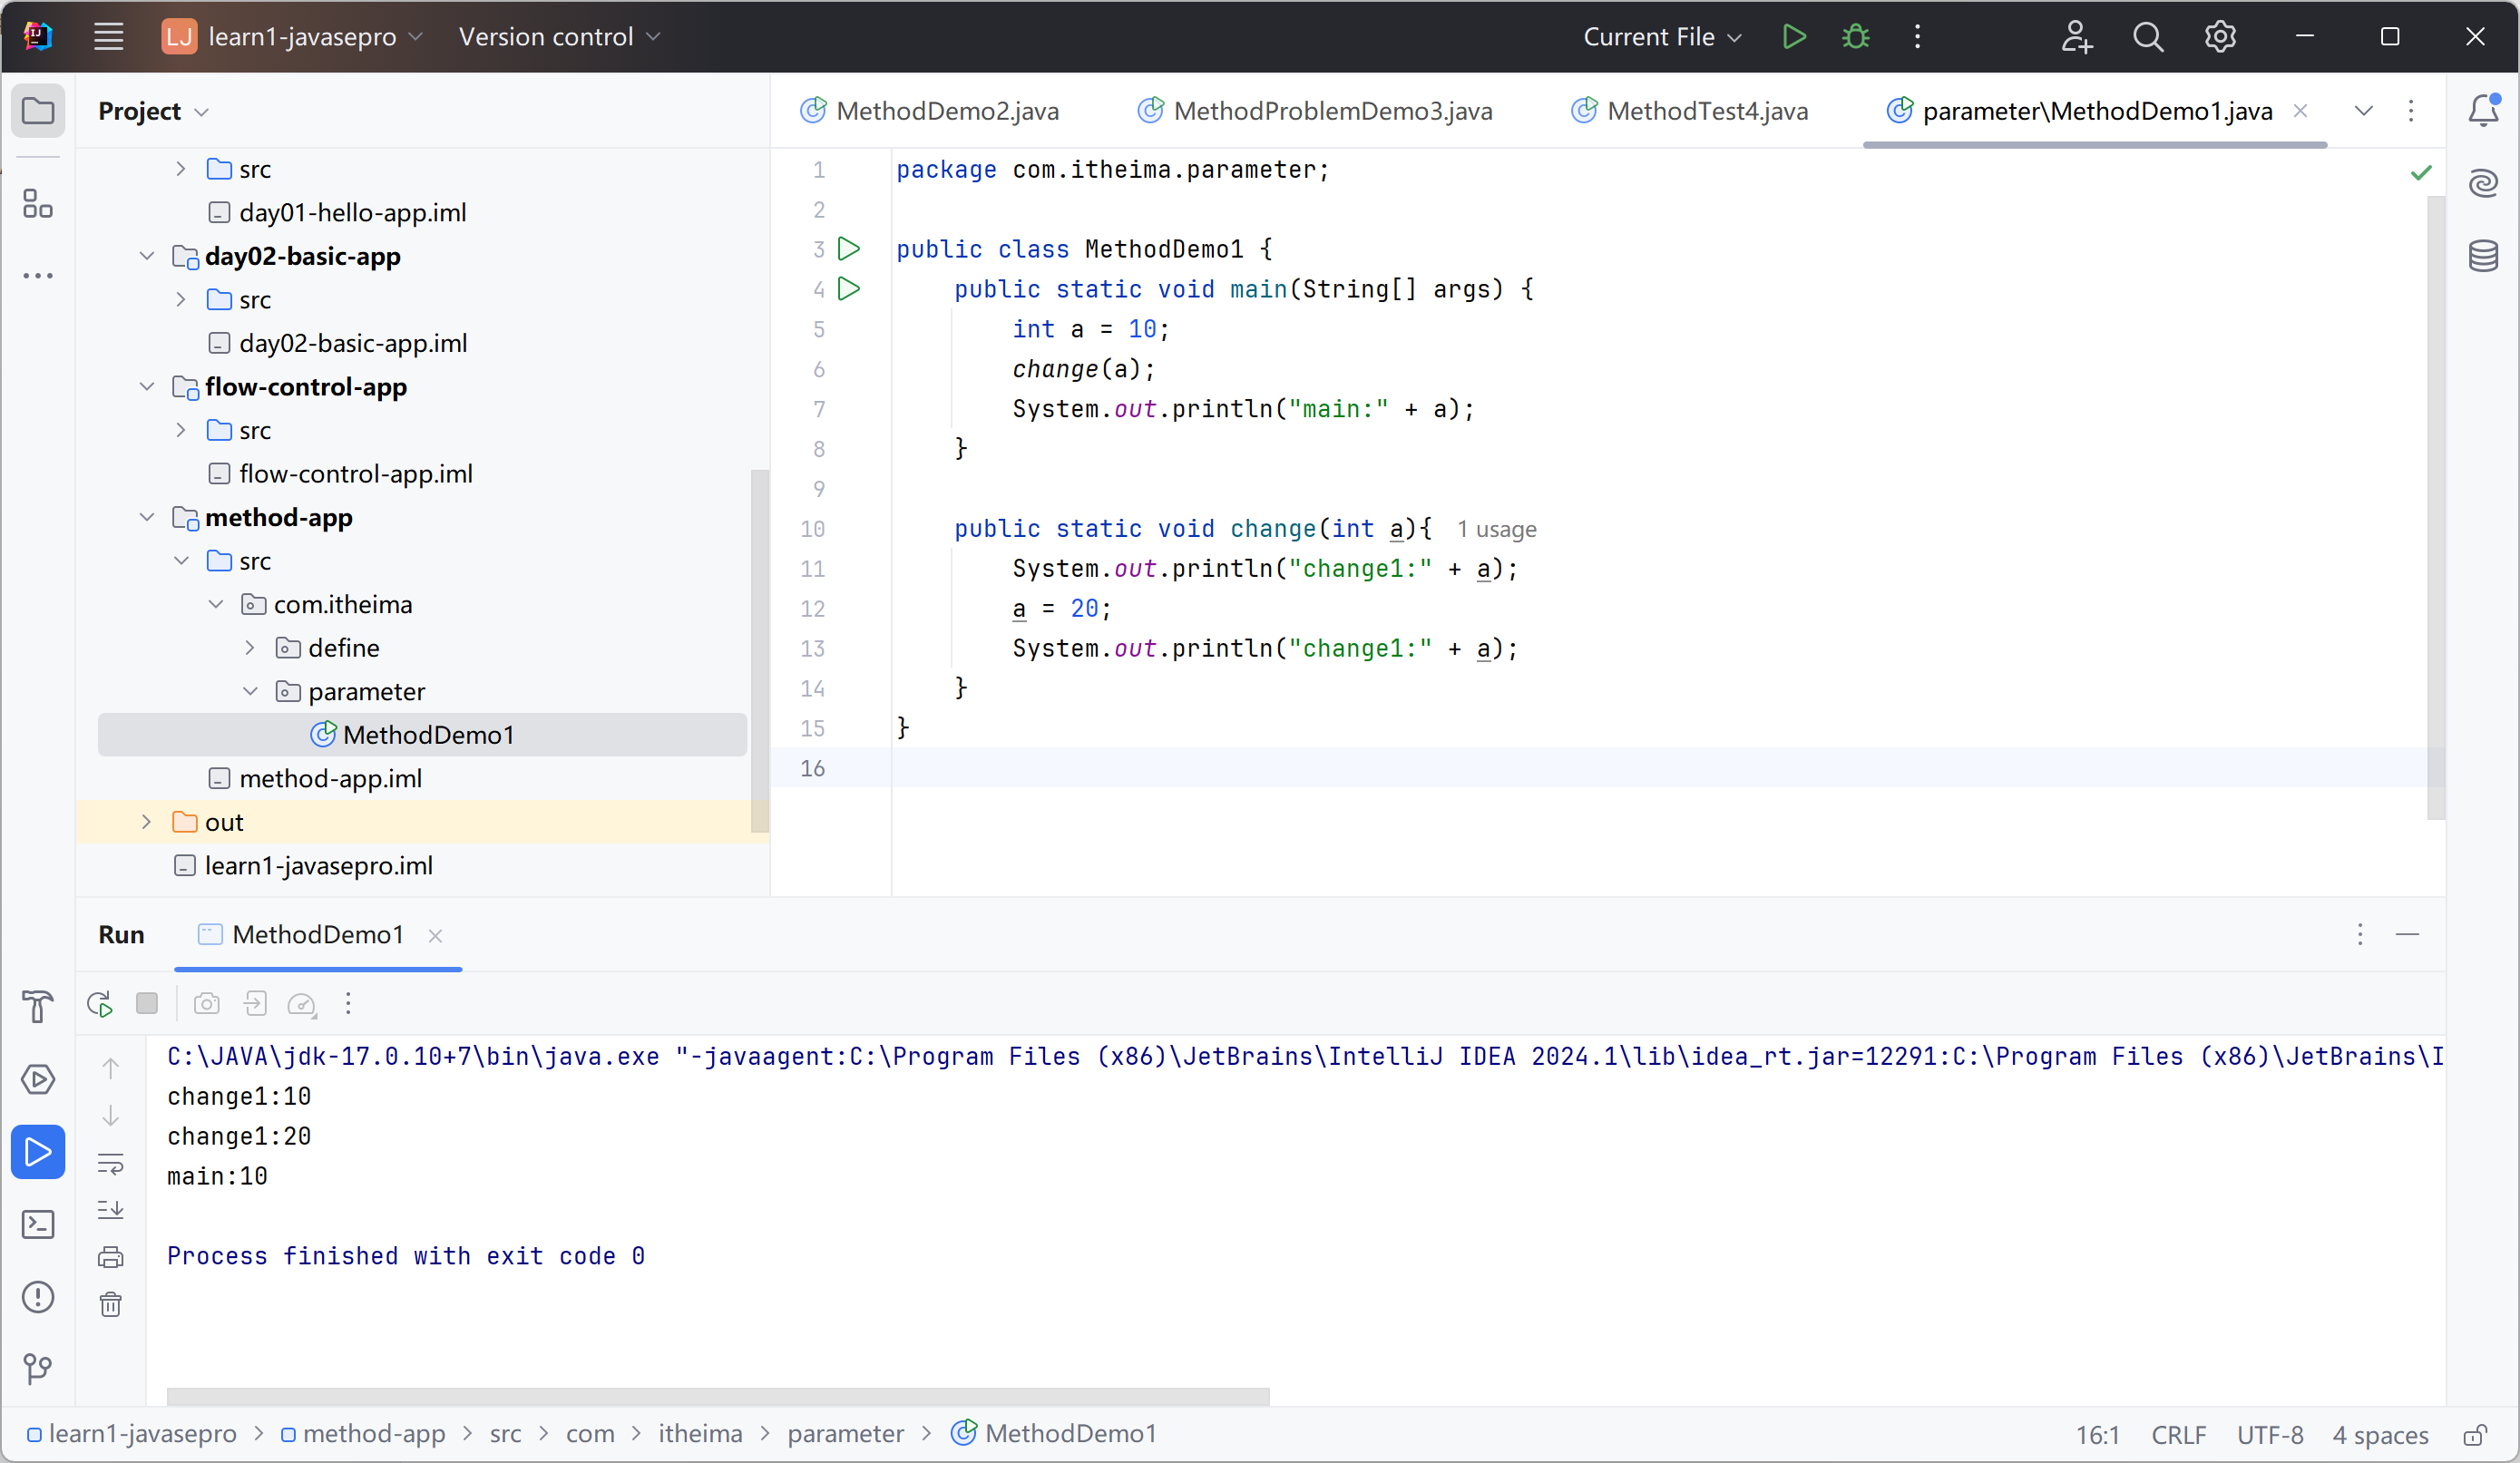 LJ learn1-javasepro Version control Current File
Project
MethodDemo2.java MethodProblemDemo3.java MethodTest4.java parameter\MethodDemo1.java
src
day01-hello-app.iml
day02-basic-app
src
day02-basic-app.iml
flow-control-app
src
flow-control-app.iml
method-app
src
com.itheima
define
parameter
MethodDemo1
method-app.iml
out
learn1-javasepro.iml
1 package com.itheima.parameter;
2
3 public class MethodDemo1 {
4 public static void main(String[] args) {
5 int a = 10;
6 change(a);
7 System.out.println("main:" + a);
8 }
9
10 public static void change(int a){ 1 usage
11 System.out.println("change1:" + a);
12 a = 20;
13 System.out.println("change1:" + a);
14 }
15 }
16
Run MethodDemo1
C:\JAVA\jdk-17.0.10+7\bin\java.exe "-javaagent:C:\Program Files (x86)\JetBrains\IntelliJ IDEA 2024.1\lib\idea_rt.jar=12291:C:\Program Files (x86)\JetBrains\I
change1:10
change1:20
main:10
Process finished with exit code 0
learn1-javasepro > method-app > src > com > itheima > parameter > MethodDemo1 16:1 CRLF UTF-8 4 spaces